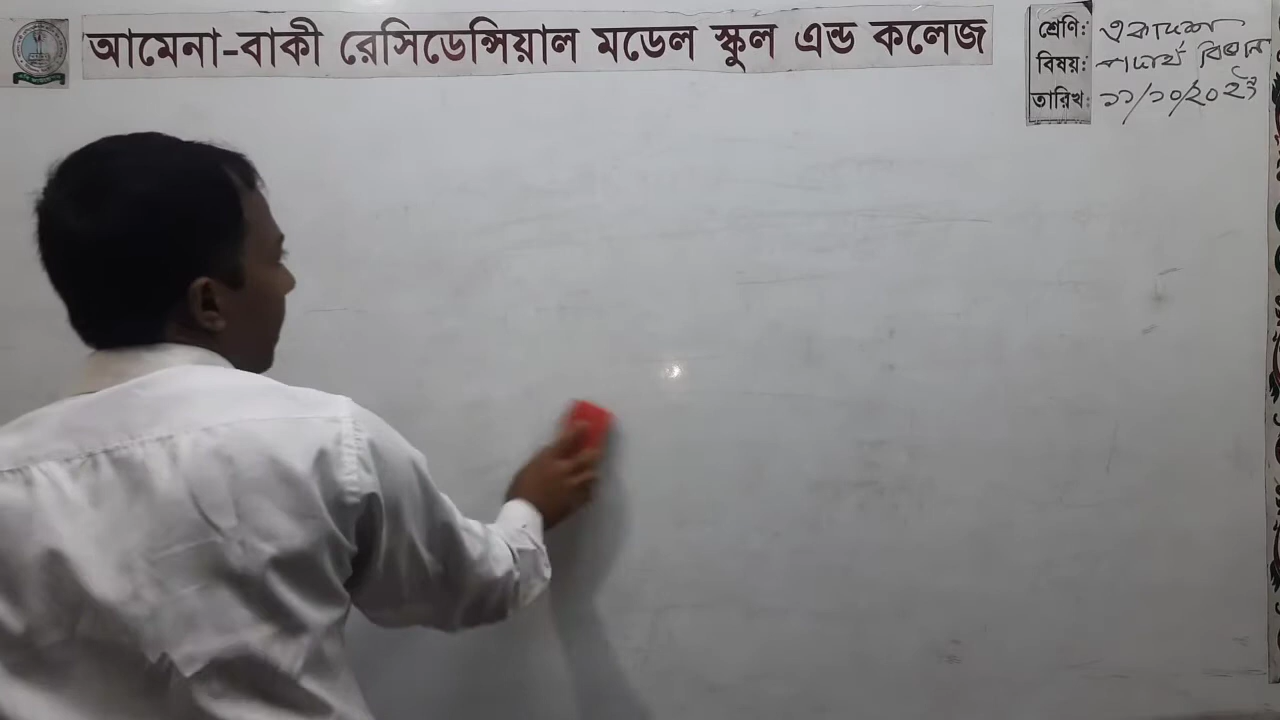 আমেনা-বাকী রেসিডেন্সিয়াল মডেল স্কুল এন্ড কলেজ
শ্রেণি: একাদশ
বিষয়: পদার্থ বিজ্ঞান
তারিখ: ১১/১০/২০২৩